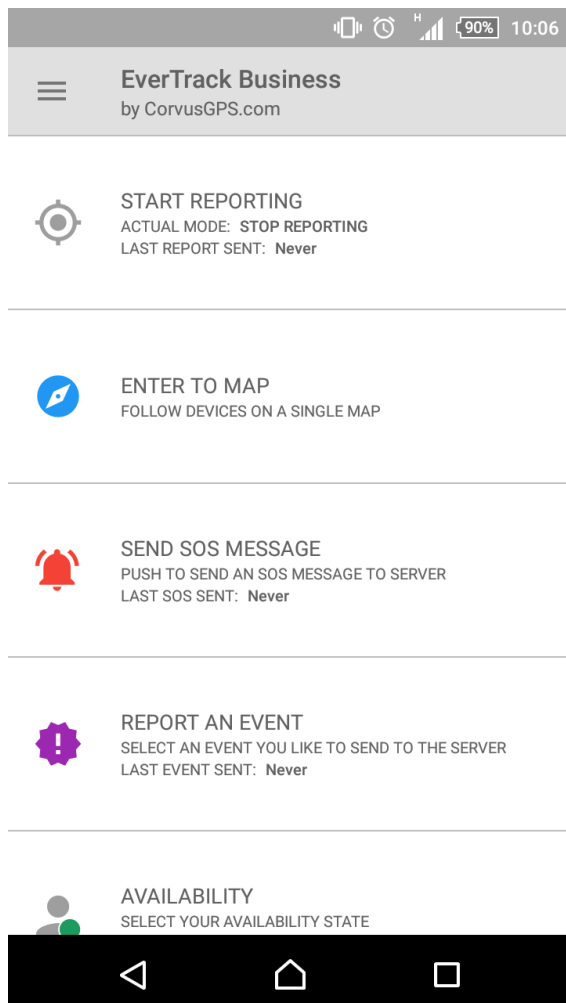 H 90% 10:06
EverTrack Business
by CorvusGPS.com
START REPORTING
ACTUAL MODE: STOP REPORTING
LAST REPORT SENT: Never
ENTER TO MAP
FOLLOW DEVICES ON A SINGLE MAP
SEND SOS MESSAGE
PUSH TO SEND AN SOS MESSAGE TO SERVER
LAST SOS SENT: Never
REPORT AN EVENT
SELECT AN EVENT YOU LIKE TO SEND TO THE SERVER
LAST EVENT SENT: Never
AVAILABILITY
SELECT YOUR AVAILABILITY STATE